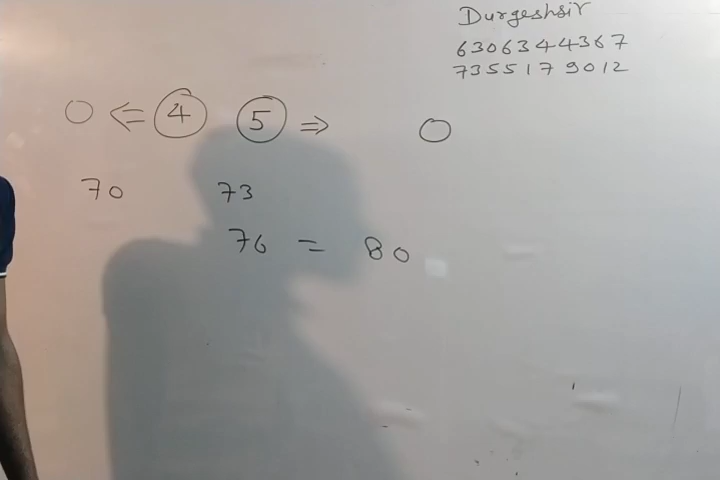 Durgeshsir
6306344367
7355179012
0 ⇐ 4 5 ⇒ 0
70 73
76 = 80